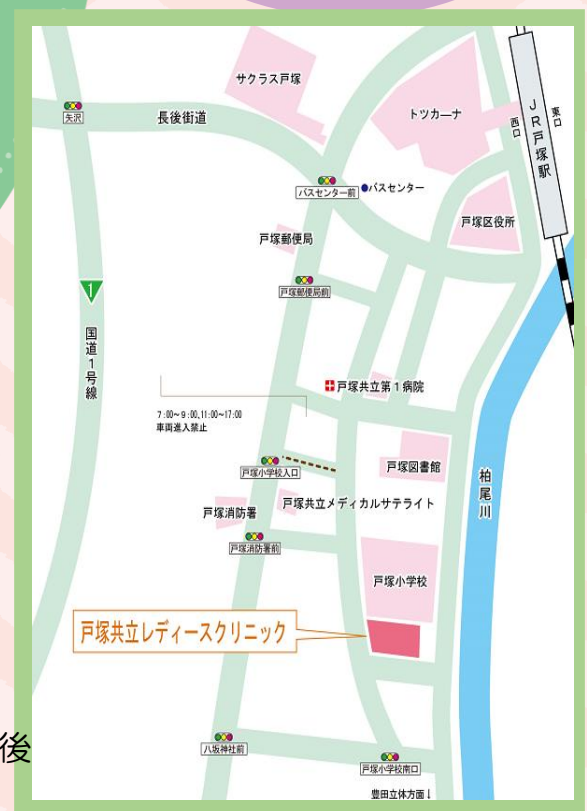 サクラス戸塚
矢沢
長後街道
トツカーナ
西口
東口
JR戸塚駅
バスセンター前
バスセンター
戸塚区役所
戸塚郵便局
戸塚郵便局前
1
国道1号線
戸塚共立第1病院
7:00～9:00、11:00～17:00
車両進入禁止
戸塚小学校入口
戸塚図書館
柏尾川
戸塚消防署
戸塚共立メディカルサテライト
戸塚消防署前
戸塚小学校
戸塚共立レディースクリニック
後
八坂神社前
戸塚小学校南口
豊田立体方面↓